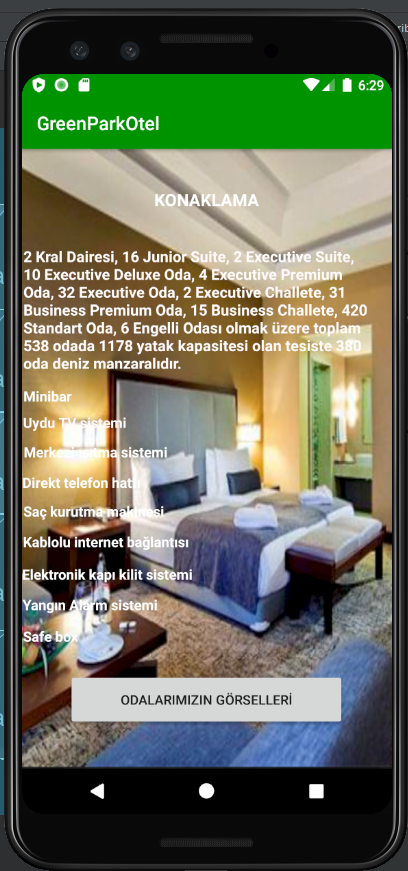 6:29
GreenParkOtel
KONAKLAMA
2 Kral Dairesi, 16 Junior Suite, 2 Executive Suite,
10 Executive Deluxe Oda, 4 Executive Premium
Oda, 32 Executive Oda, 2 Executive Challete, 31
Business Premium Oda, 15 Business Challete, 420
Standart Oda, 6 Engelli Odası olmak üzere toplam
538 odada 1178 yatak kapasitesi olan tesiste 380
oda deniz manzaralıdır.
Minibar
Uydu TV sistemi
Merkezi ısıtma sistemi
Direkt telefon hattı
Saç kurutma makinesi
Kablolu internet bağlantısı
Elektronik kapı kilit sistemi
Yangın Alarm sistemi
Safe box
ODALARIMIZIN GÖRSELLERİ